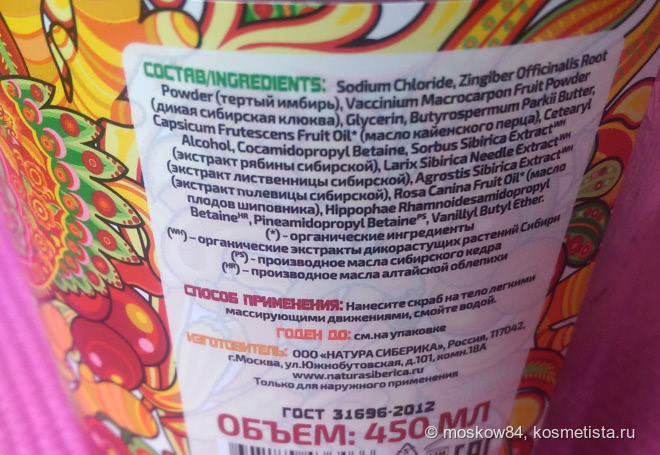 СОСТАВ/INGREDIENTS: Sodium Chloride, Zingiber Officinalis Root
Powder (тертый имбирь), Vaccinium Macrocarpon Fruit Powder
(дикая сибирская клюква), Glycerin, Butyrospermum Parkii Butter,
Capsicum Frutescens Fruit Oil* (масло кайенского перца), Cetearyl
Alcohol, Cocamidopropyl Betaine, Sorbus Sibirica Extract(WH)
(экстракт рябины сибирской), Larix Sibirica Needle Extract(WH)
(экстракт лиственницы сибирской), Agrostis Sibirica Extract(WH)
(экстракт полевицы сибирской), Rosa Canina Fruit Oil* (масло
плодов шиповника), Hippophae Rhamnoidesamidopropyl
Betaine(HR), Pineamidopropyl Betaine(PS), Vanillyl Butyl Ether.
(*) – органические ингредиенты
(WH) – органические экстракты дикорастущих растений Сибири
(PS) – производное масла сибирского кедра
(HR) – производное масла алтайской облепихи
СПОСОБ ПРИМЕНЕНИЯ: Нанесите скраб на тело легкими
массирующими движениями, смойте водой.
ГОДЕН ДО: см.на упаковке
ИЗГОТОВИТЕЛЬ: ООО «НАТУРА СИБЕРИКА», Россия, 117042,
г.Москва, ул.Южнобутовская, д.101, комн.18А
www.naturasiberica.ru
Только для наружного применения
ГОСТ 31696-2012
ОБЪЕМ: 450 МЛ
© moskow84, kosmetista.ru